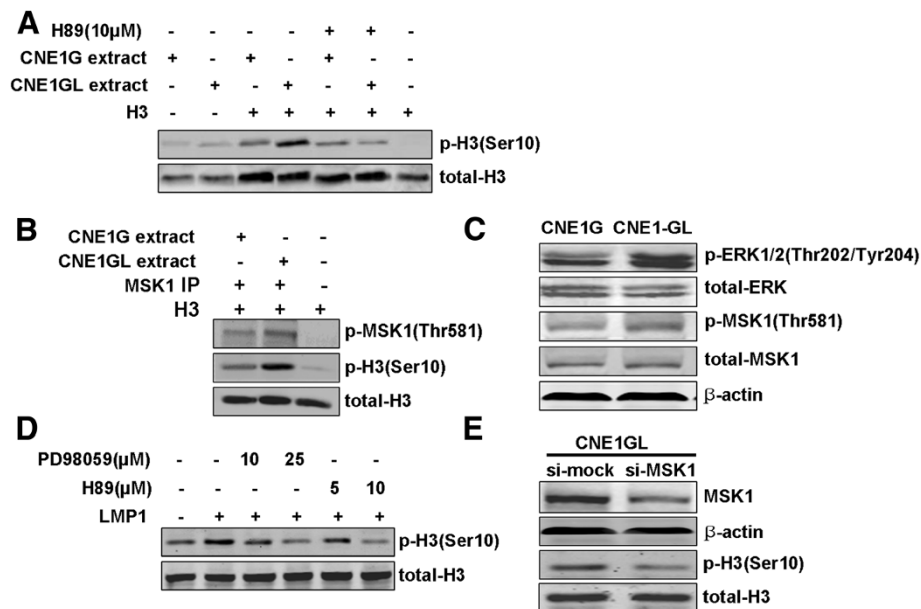 A
H89(10µM) - - - - + + -
CNE1G extract + - + - + - -
CNE1GL extract - + - + - + -
H3 - - + + + + +
p-H3(Ser10)
total-H3
B
CNE1G extract + - -
CNE1GL extract - + -
MSK1 IP + + -
H3 + + +
p-MSK1(Thr581)
p-H3(Ser10)
total-H3
C
CNE1G CNE1-GL
p-ERK1/2(Thr202/Tyr204)
total-ERK
p-MSK1(Thr581)
total-MSK1
β-actin
D
PD98059(µM) - - 10 25 - -
H89(µM) - - - - 5 10
LMP1 - + + + + +
p-H3(Ser10)
total-H3
E
CNE1GL
si-mock si-MSK1
MSK1
β-actin
p-H3(Ser10)
total-H3